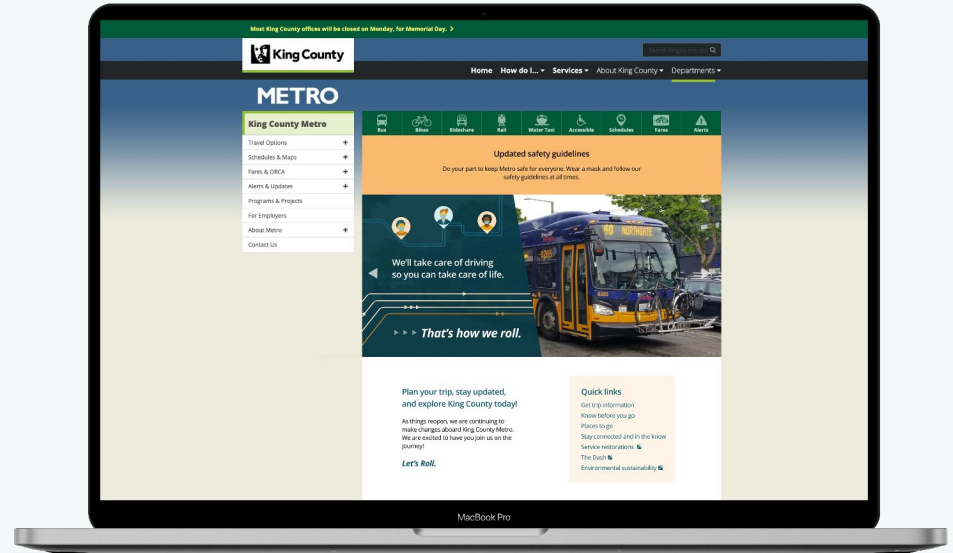 Most King County offices will be closed on Monday, for Memorial Day.
King County
Search Kingcounty.gov
Home How do I... Services About King County Departments
METRO
King County Metro
Bus Bikes Rideshare Rail Water Taxi Accessible Schedules Fares Alerts
Travel Options +
Schedules & Maps +
Fares & ORCA +
Alerts & Updates +
Programs & Projects
For Employers
About Metro +
Contact Us
Updated safety guidelines
Do your part to keep Metro safe for everyone. Wear a mask and follow our
safety guidelines at all times.
40 NORTHGATE
We'll take care of driving
so you can take care of life.
That's how we roll.
Plan your trip, stay updated,
and explore King County today!
As things reopen, we are continuing to
make changes aboard King County Metro.
We are excited to have you join us on the
journey!
Let's Roll.
Quick links
Get trip information
Know before you go
Places to go
Stay connected and in the know
Service restorations
The Dash
Environmental sustainability
MacBook Pro